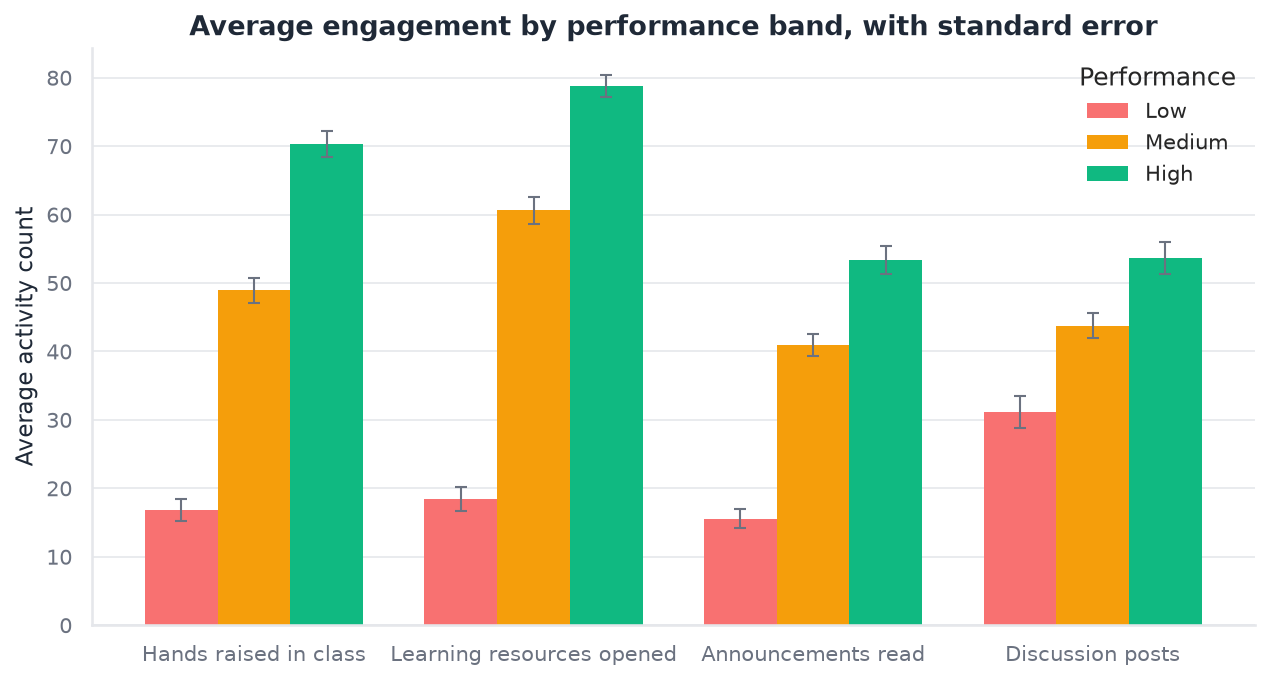 Average engagement by performance band, with standard error
Average activity count
80
70
60
50
40
30
20
10
0
Performance
Low
Medium
High
Hands raised in class
Learning resources opened
Announcements read
Discussion posts